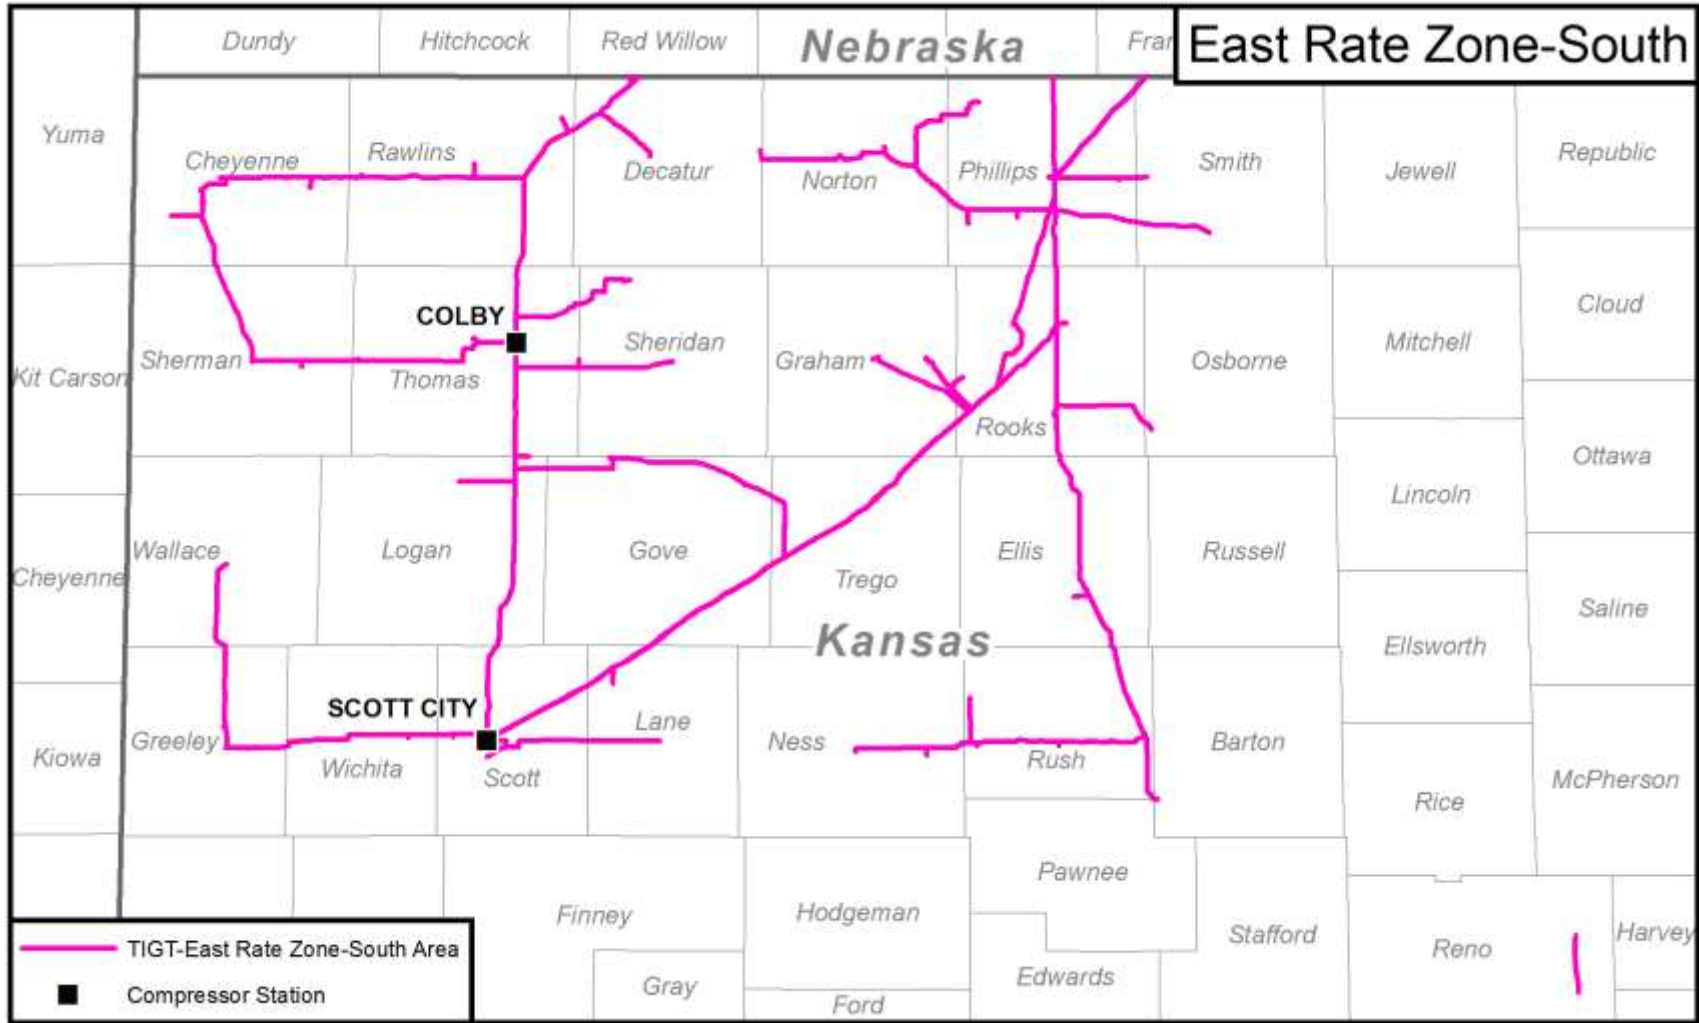 Dundy
Hitchcock
Red Willow
Nebraska
Fran
East Rate Zone-South
Yuma
Cheyenne
Rawlins
Decatur
Norton
Phillips
Smith
Jewell
Republic
Cloud
COLBY
Kit Carson
Sherman
Thomas
Sheridan
Graham
Rooks
Osborne
Mitchell
Ottawa
Lincoln
Wallace
Logan
Gove
Trego
Ellis
Russell
Cheyenne
Saline
Kansas
Ellsworth
SCOTT CITY
Greeley
Wichita
Scott
Lane
Ness
Rush
Barton
Kiowa
Rice
McPherson
Pawnee
Finney
Hodgeman
Stafford
Reno
Harvey
Gray
Edwards
Ford
TIGT-East Rate Zone-South Area
Compressor Station